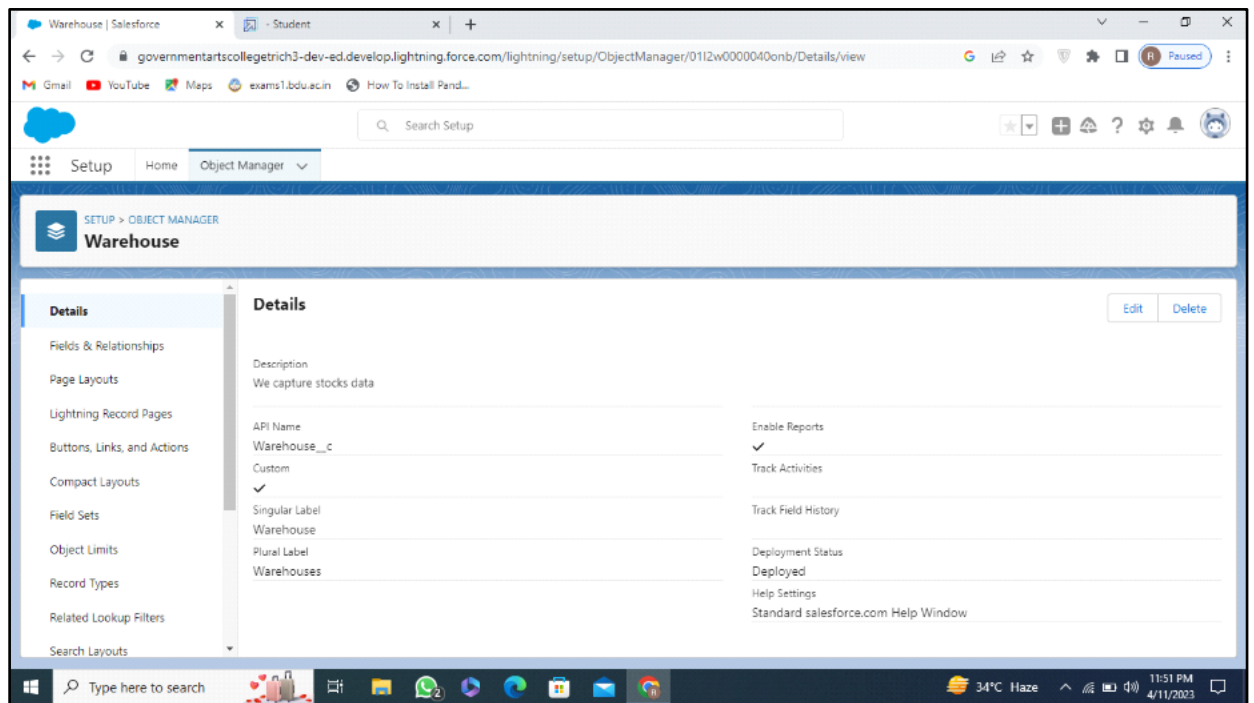 Warehouse | Salesforce
- Student
governmentartscollegetrich3-dev-ed.develop.lightning.force.com/lightning/setup/ObjectManager/01I2w0000040onb/Details/view
Paused
Gmail YouTube Maps exams1.bdu.ac.in How To Install Pand...
Search Setup
Setup Home Object Manager
SETUP > OBJECT MANAGER
Warehouse
Details
Fields & Relationships
Page Layouts
Lightning Record Pages
Buttons, Links, and Actions
Compact Layouts
Field Sets
Object Limits
Record Types
Related Lookup Filters
Search Layouts
Details
Edit Delete
Description
We capture stocks data
API Name
Warehouse__c
Custom
Singular Label
Warehouse
Plural Label
Warehouses
Enable Reports
Track Activities
Track Field History
Deployment Status
Deployed
Help Settings
Standard salesforce.com Help Window
Type here to search
34°C Haze
11:51 PM
4/11/2023